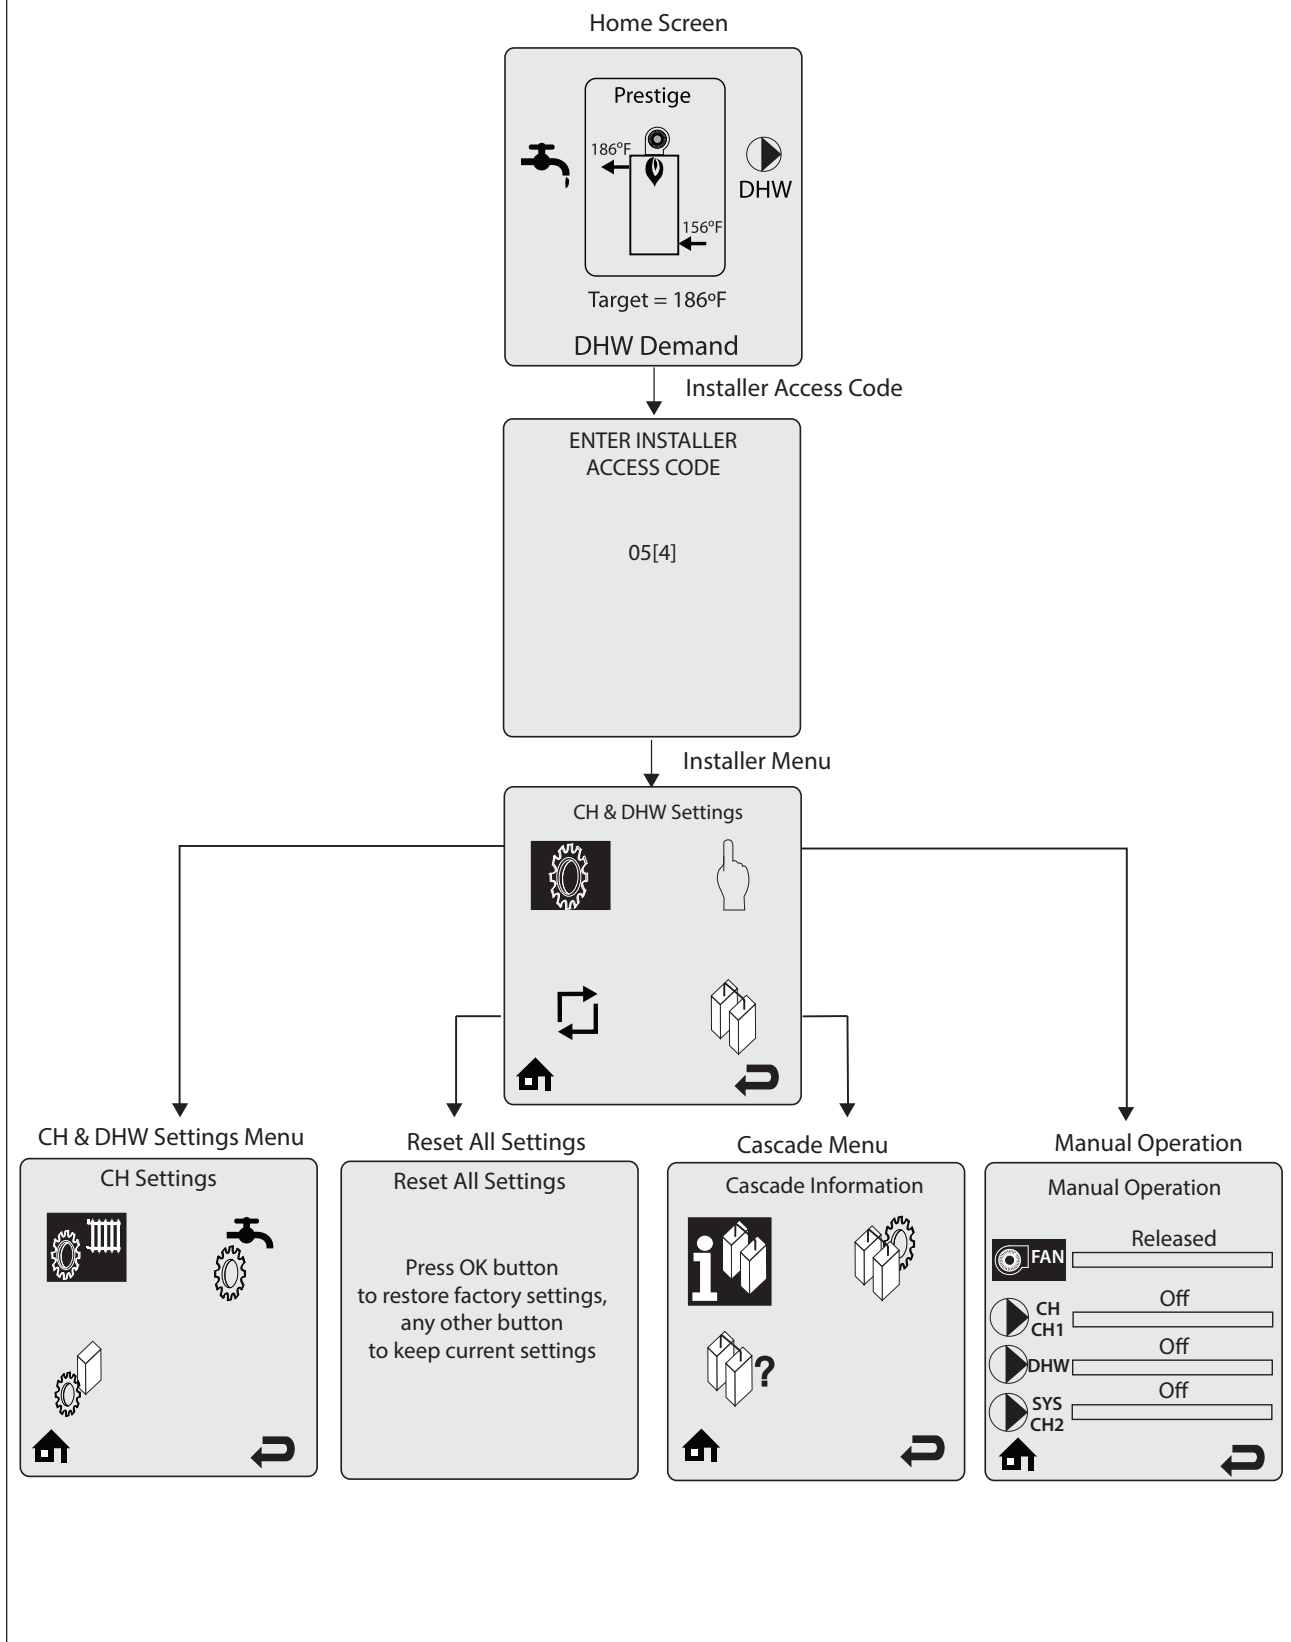 Home Screen
Prestige
186°F
DHW
156°F
Target = 186ºF
DHW Demand
Installer Access Code
ENTER INSTALLER
ACCESS CODE
05[4]
Installer Menu
CH & DHW Settings
CH & DHW Settings Menu
CH Settings
Reset All Settings
Reset All Settings
Press OK button
to restore factory settings,
any other button
to keep current settings
Cascade Menu
Cascade Information
i
?
Manual Operation
Manual Operation
Released
FAN
Off
CH
CH1
Off
DHW
Off
SYS
CH2